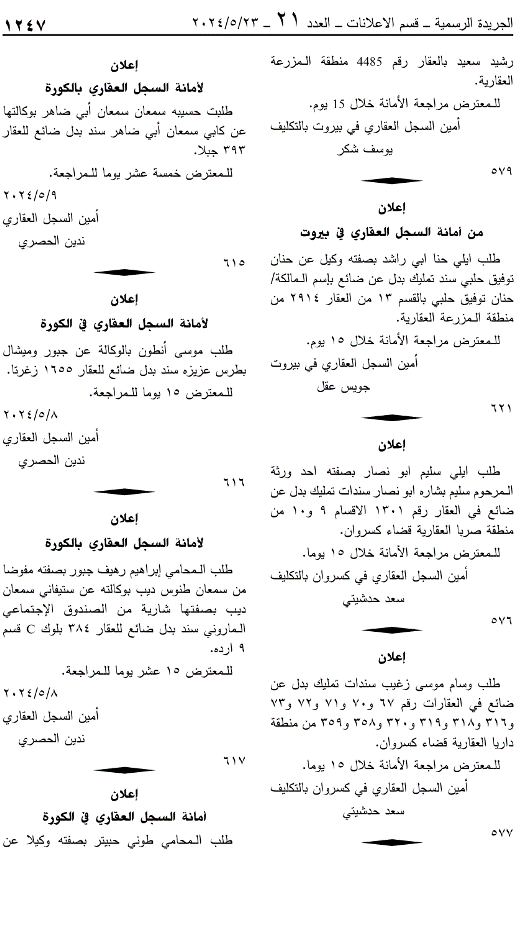 الجريدة الرسمية ــ قسم الاعلانات ــ العدد ٢١ ــ ٢٠٢٤/٥/٢٣
١٢٤٧
رشيد سعيد بالعقار رقم 4485 منطقة المزرعة
العقارية.
للمعترض مراجعة الأمانة خلال 15 يوم.
أمين السجل العقاري في بيروت بالتكليف
يوسف شكر
٥٧٩
إعلان
من أمانة السجل العقاري في بيروت
طلب ايلي حنا ابي راشد بصفته وكيل عن حنان
توفيق حلبي سند تمليك بدل عن ضائع بإسم المالكة/
حنان توفيق حلبي بالقسم ١٣ من العقار ٢٩١٤ من
منطقة المزرعة العقارية.
للمعترض مراجعة الأمانة خلال ١٥ يوم.
أمين السجل العقاري في بيروت
جويس عقل
٦٢١
إعلان
طلب ايلي سليم ابو نصار بصفته احد ورثة
المرحوم سليم بشاره ابو نصار سندات تمليك بدل عن
ضائع في العقار رقم ١٣٠١ الاقسام ٩ و١٠ من
منطقة صربا العقارية قضاء كسروان.
للمعترض مراجعة الأمانة خلال ١٥ يوما.
أمين السجل العقاري في كسروان بالتكليف
سعد حدشيتي
٥٧٦
إعلان
طلب وسام موسى زغيب سندات تمليك بدل عن
ضائع في العقارات رقم ٦٧ و٧٠ و٧١ و٧٢ و٧٣
و٣١٦ و٣١٨ و٣١٩ و٣٢٠ و٣٥٨ و٣٥٩ من منطقة
داريا العقارية قضاء كسروان.
للمعترض مراجعة الأمانة خلال ١٥ يوما.
أمين السجل العقاري في كسروان بالتكليف
سعد حدشيتي
٥٧٧
إعلان
لأمانة السجل العقاري بالكورة
طلبت حسيبه سمعان سمعان أبي ضاهر بوكالتها
عن كابي سمعان أبي ضاهر سند بدل ضائع للعقار
٣٩٣ جبلا.
للمعترض خمسة عشر يوما للمراجعة.
٢٠٢٤/٥/٩
أمين السجل العقاري
ندين الحصري
٦١٥
إعلان
لأمانة السجل العقاري في الكورة
طلب موسى أنطون بالوكالة عن جبور وميشال
بطرس عزيزه سند بدل ضائع للعقار ١٦٥٥ زغرتا.
للمعترض ١٥ يوما للمراجعة.
٢٠٢٤/٥/٨
أمين السجل العقاري
ندين الحصري
٦١٦
إعلان
لأمانة السجل العقاري بالكورة
طلب المحامي إبراهيم رهيف جبور بصفته مفوضا
من سمعان طنوس ديب بوكالته عن ستيفاني سمعان
ديب بصفتها شارية من الصندوق الإجتماعي
الماروني سند بدل ضائع للعقار ٣٨٤ بلوك C قسم
٩ ارده.
للمعترض ١٥ عشر يوما للمراجعة.
٢٠٢٤/٥/٨
أمين السجل العقاري
ندين الحصري
٦١٧
إعلان
أمانة السجل العقاري في الكورة
طلب المحامي طوني حبيتر بصفته وكيلا عن